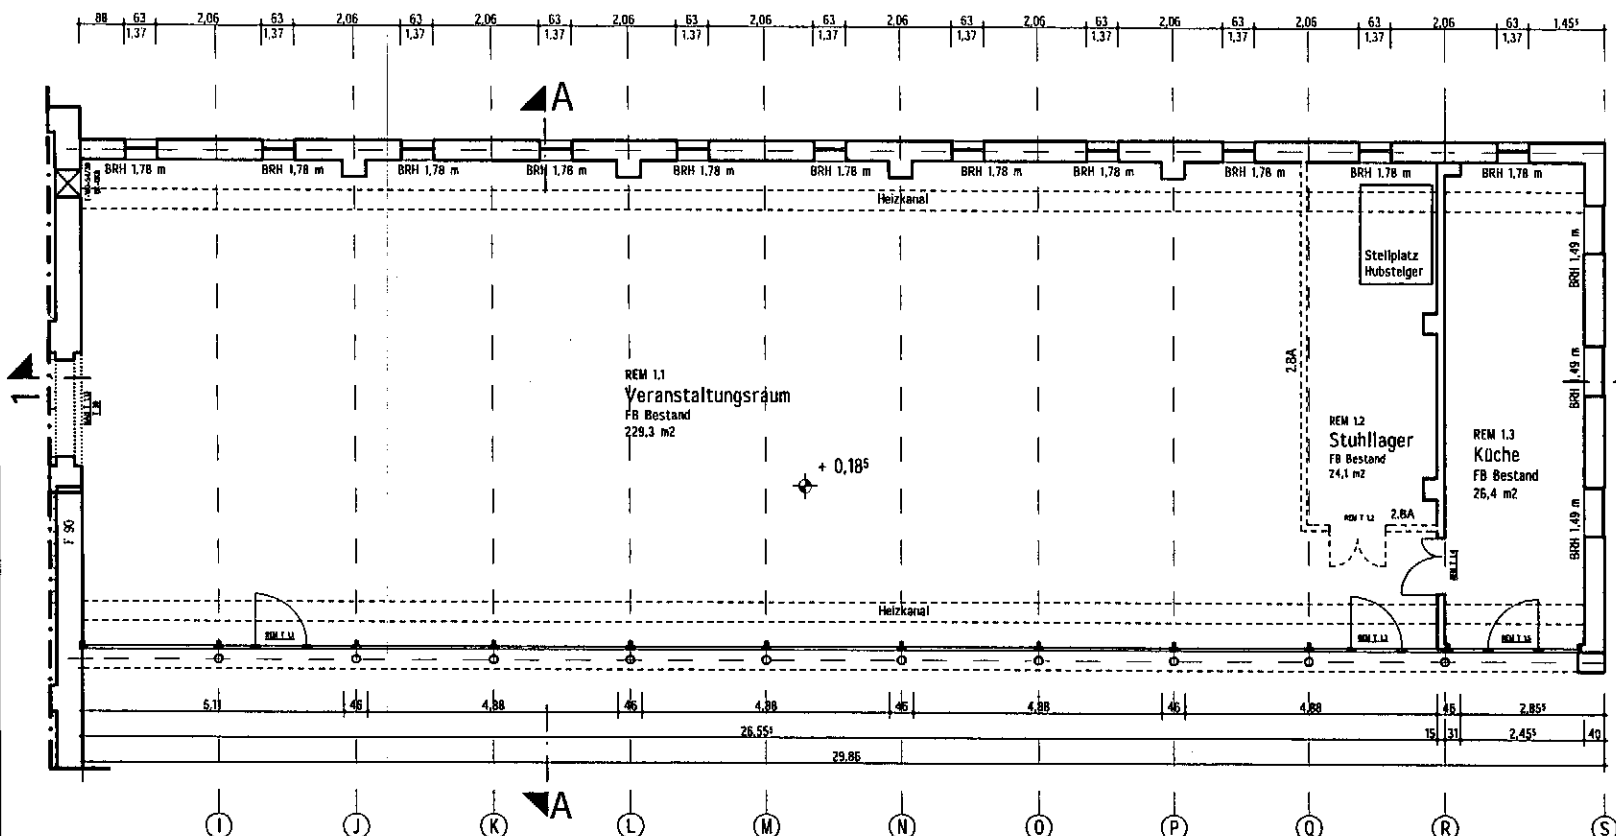 88 63 2,06 63 2,06 63 2,06 63 2,06 63 2,06 63 2,06 63 2,06 63 2,06 63 2,06 63 2,06 63 1,45⁵
1,37 1,37 1,37 1,37 1,37 1,37 1,37 1,37 1,37 1,37 1,37
A
BRH 1,78 m BRH 1,78 m BRH 1,78 m BRH 1,78 m BRH 1,78 m BRH 1,78 m BRH 1,78 m BRH 1,78 m BRH 1,78 m BRH 1,78 m BRH 1,78 m
Heizkanal
Stellplatz
Hubsteiger
BRH 1,49 m
BRH 1,49 m
BRH 1,49 m
1
2.BA
REM 1.1
Veranstaltungsraum
FB Bestand
229,3 m2
+ 0,18⁵
REM 1.2
Stuhllager
FB Bestand
24,1 m2
REM 1.3
Küche
FB Bestand
26,4 m2
REM T 1.2
2.BA
F 90
Heizkanal
5,11 46 4,88 46 4,88 46 4,88 46 4,88 46 2,85⁵
26,55⁵ 15 31 2,45⁵ 40
29,86
A
I J K L M N O P Q R S